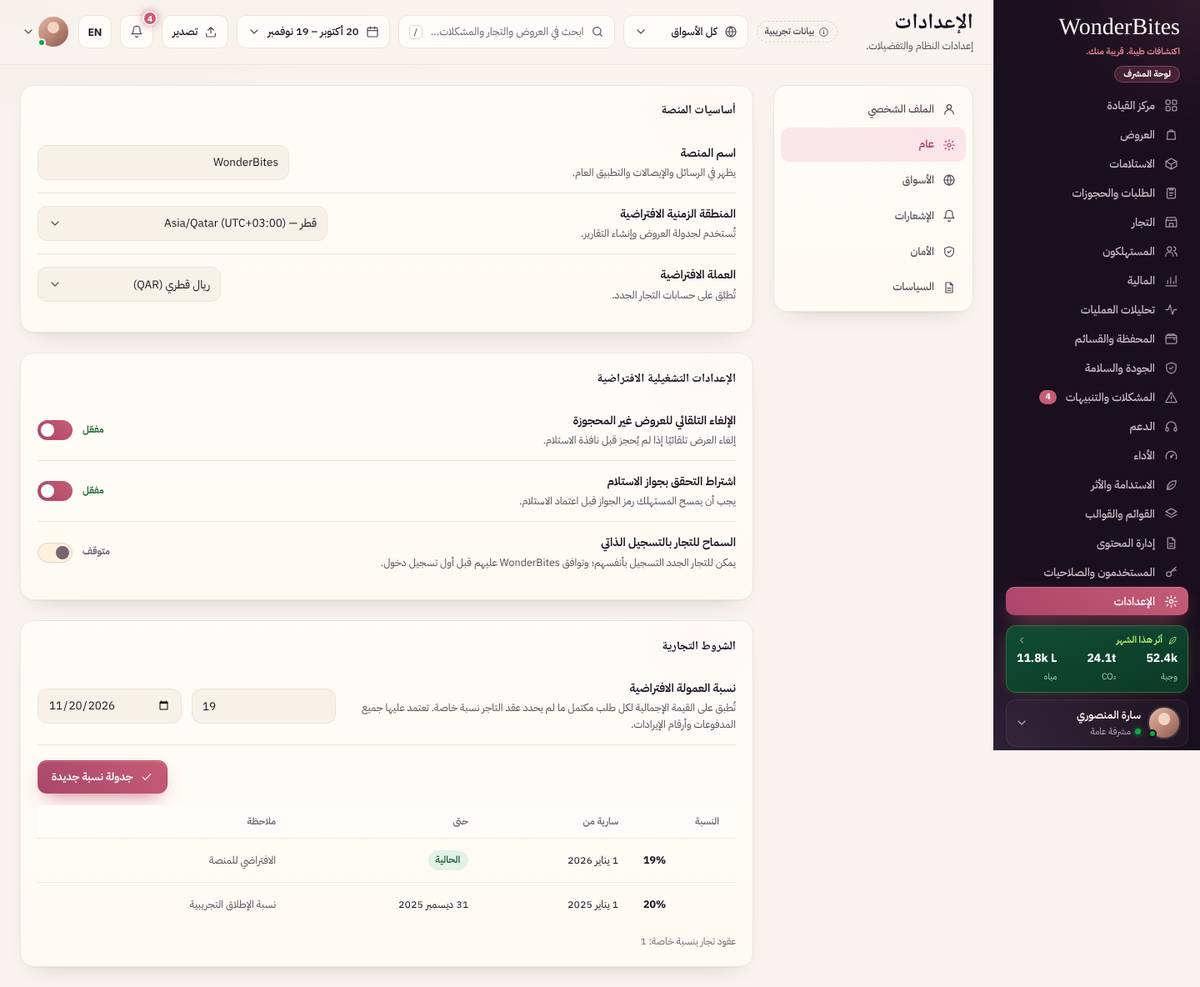 WonderBites
اكتشافات طيبة. قريبة منك.
لوحة المشرف
مركز القيادة
العروض
الاستلامات
الطلبات والحجوزات
التجار
المستهلكون
المالية
تحليلات العمليات
المحفظة والقسائم
الجودة والسلامة
المشكلات والتنبيهات 4
الدعم
الأداء
الاستدامة والأثر
القوائم والقوالب
إدارة المحتوى
المستخدمون والصلاحيات
الإعدادات
أثر هذا الشهر
52.4k 24.1t 11.8k L
وجبة CO₂ مياه
سارة المنصوري
مشرفة عامة
الإعدادات
إعدادات النظام والتفضيلات.
بيانات تجريبية
كل الأسواق
ابحث في العروض والتجار والمشكلات... /
20 أكتوبر – 19 نوفمبر
تصدير
4
EN
الملف الشخصي
عام
الأسواق
الإشعارات
الأمان
السياسات
أساسيات المنصة
اسم المنصة
يظهر في الرسائل والإيصالات والتطبيق العام.
WonderBites
المنطقة الزمنية الافتراضية
تُستخدم لجدولة العروض وإنشاء التقارير.
قطر — Asia/Qatar (UTC+03:00)
العملة الافتراضية
تُطبّق على حسابات التجار الجدد.
ريال قطري (QAR)
الإعدادات التشغيلية الافتراضية
الإلغاء التلقائي للعروض غير المحجوزة
إلغاء العرض تلقائيًا إذا لم يُحجز قبل نافذة الاستلام.
مفعّل
اشتراط التحقق بجواز الاستلام
يجب أن يمسح المستهلك رمز الجواز قبل اعتماد الاستلام.
مفعّل
السماح للتجار بالتسجيل الذاتي
يمكن للتجار الجدد التسجيل بأنفسهم؛ وتوافق WonderBites عليهم قبل أول تسجيل دخول.
متوقف
الشروط التجارية
نسبة العمولة الافتراضية
تُطبق على القيمة الإجمالية لكل طلب مكتمل ما لم يحدد عقد التاجر نسبة خاصة. تعتمد عليها جميع
المدفوعات وأرقام الإيرادات.
19
11/20/2026
جدولة نسبة جديدة
النسبة سارية من حتى ملاحظة
19% 1 يناير 2026 الحالية الافتراضي للمنصة
20% 1 يناير 2025 31 ديسمبر 2025 نسبة الإطلاق التجريبية
عقود تجار بنسبة خاصة: 1